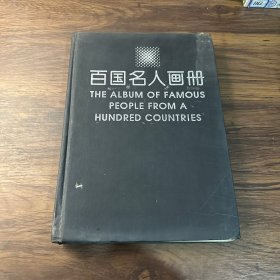 百国名人画册
THE ALBUM OF FAMOUS
PEOPLE FROM A
HUNDRED COUNTRIES